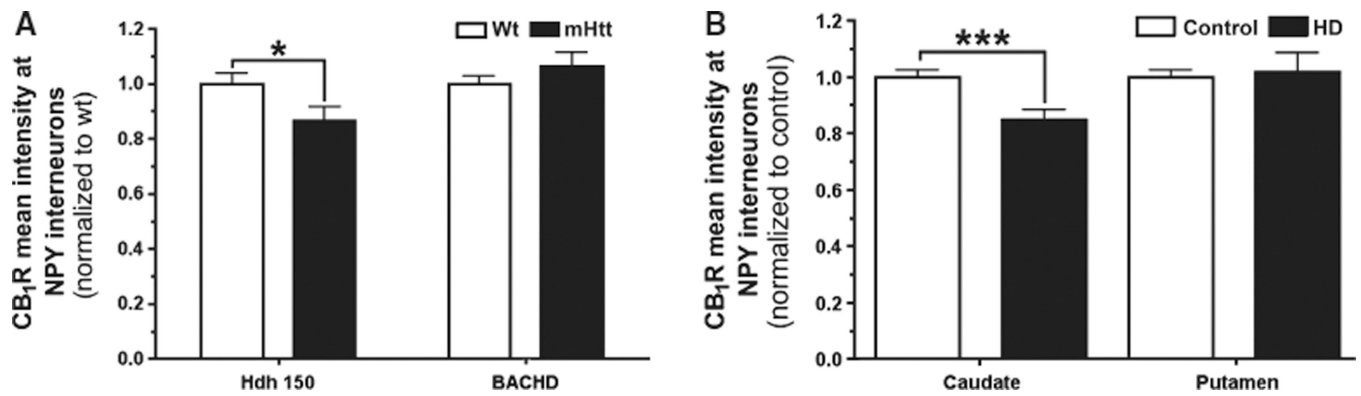 A
CB1R mean intensity at
NPY interneurons
(normalized to wt)
1.2
1.0
0.8
0.6
0.4
0.2
0.0
Wt mHtt
*
Hdh 150 BACHD
B
CB1R mean intensity at
NPY interneurons
(normalized to control)
1.2
1.0
0.8
0.6
0.4
0.2
0.0
Control HD
***
Caudate Putamen